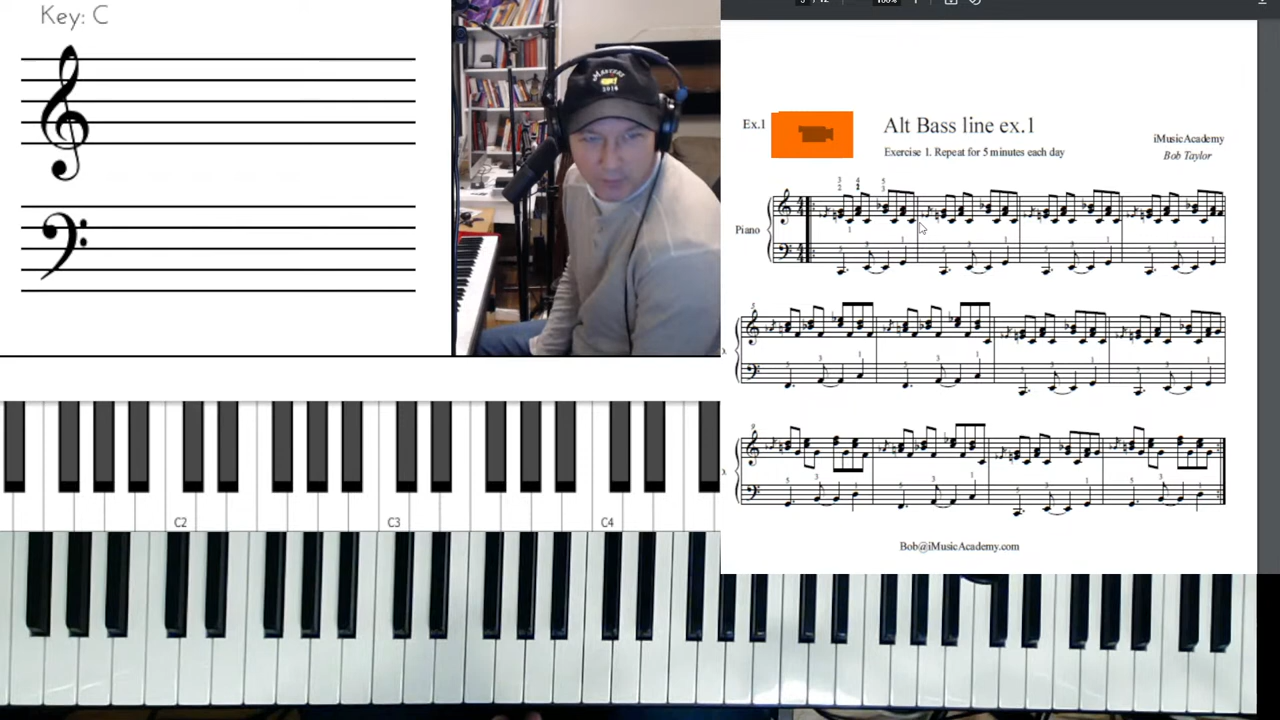 Key: C
Ex.1
Alt Bass line ex.1
Exercise 1. Repeat for 5 minutes each day
iMusicAcademy
Bob Taylor
Piano
C2
C3
C4
Bob@iMusicAcademy.com